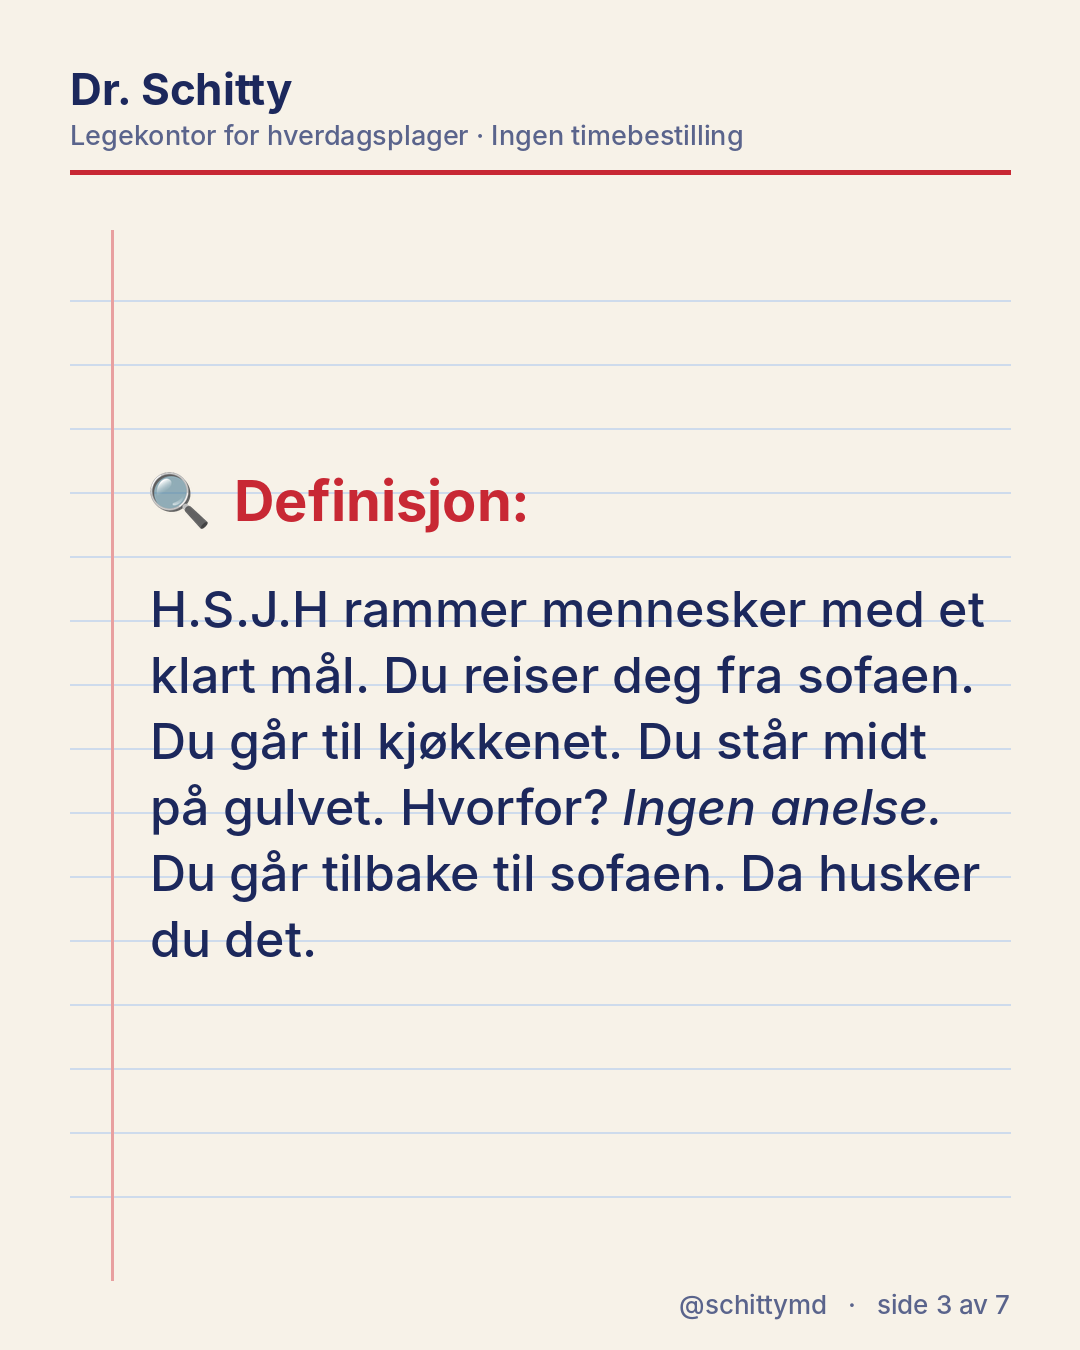 Dr. Schitty
Legekontor for hverdagsplager · Ingen timebestilling
🔍 Definisjon:
H.S.J.H rammer mennesker med et
klart mål. Du reiser deg fra sofaen.
Du går til kjøkkenet. Du står midt
på gulvet. Hvorfor? Ingen anelse.
Du går tilbake til sofaen. Da husker
du det.
@schittymd · side 3 av 7